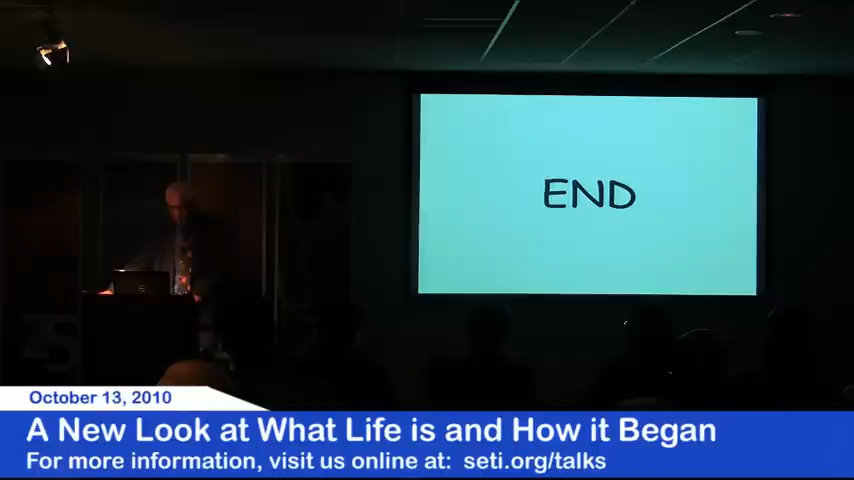 END
October 13, 2010
A New Look at What Life is and How it Began
For more information, visit us online at: seti.org/talks